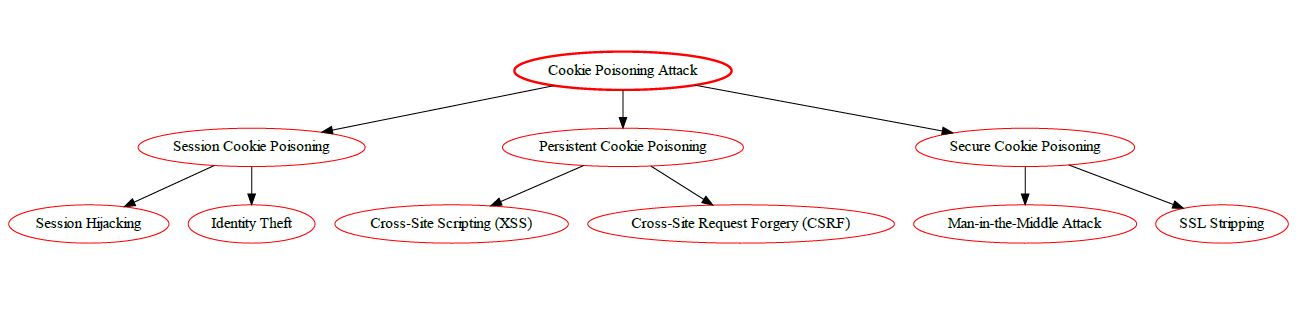 Cookie Poisoning Attack
Session Cookie Poisoning
Persistent Cookie Poisoning
Secure Cookie Poisoning
Session Hijacking
Identity Theft
Cross-Site Scripting (XSS)
Cross-Site Request Forgery (CSRF)
Man-in-the-Middle Attack
SSL Stripping